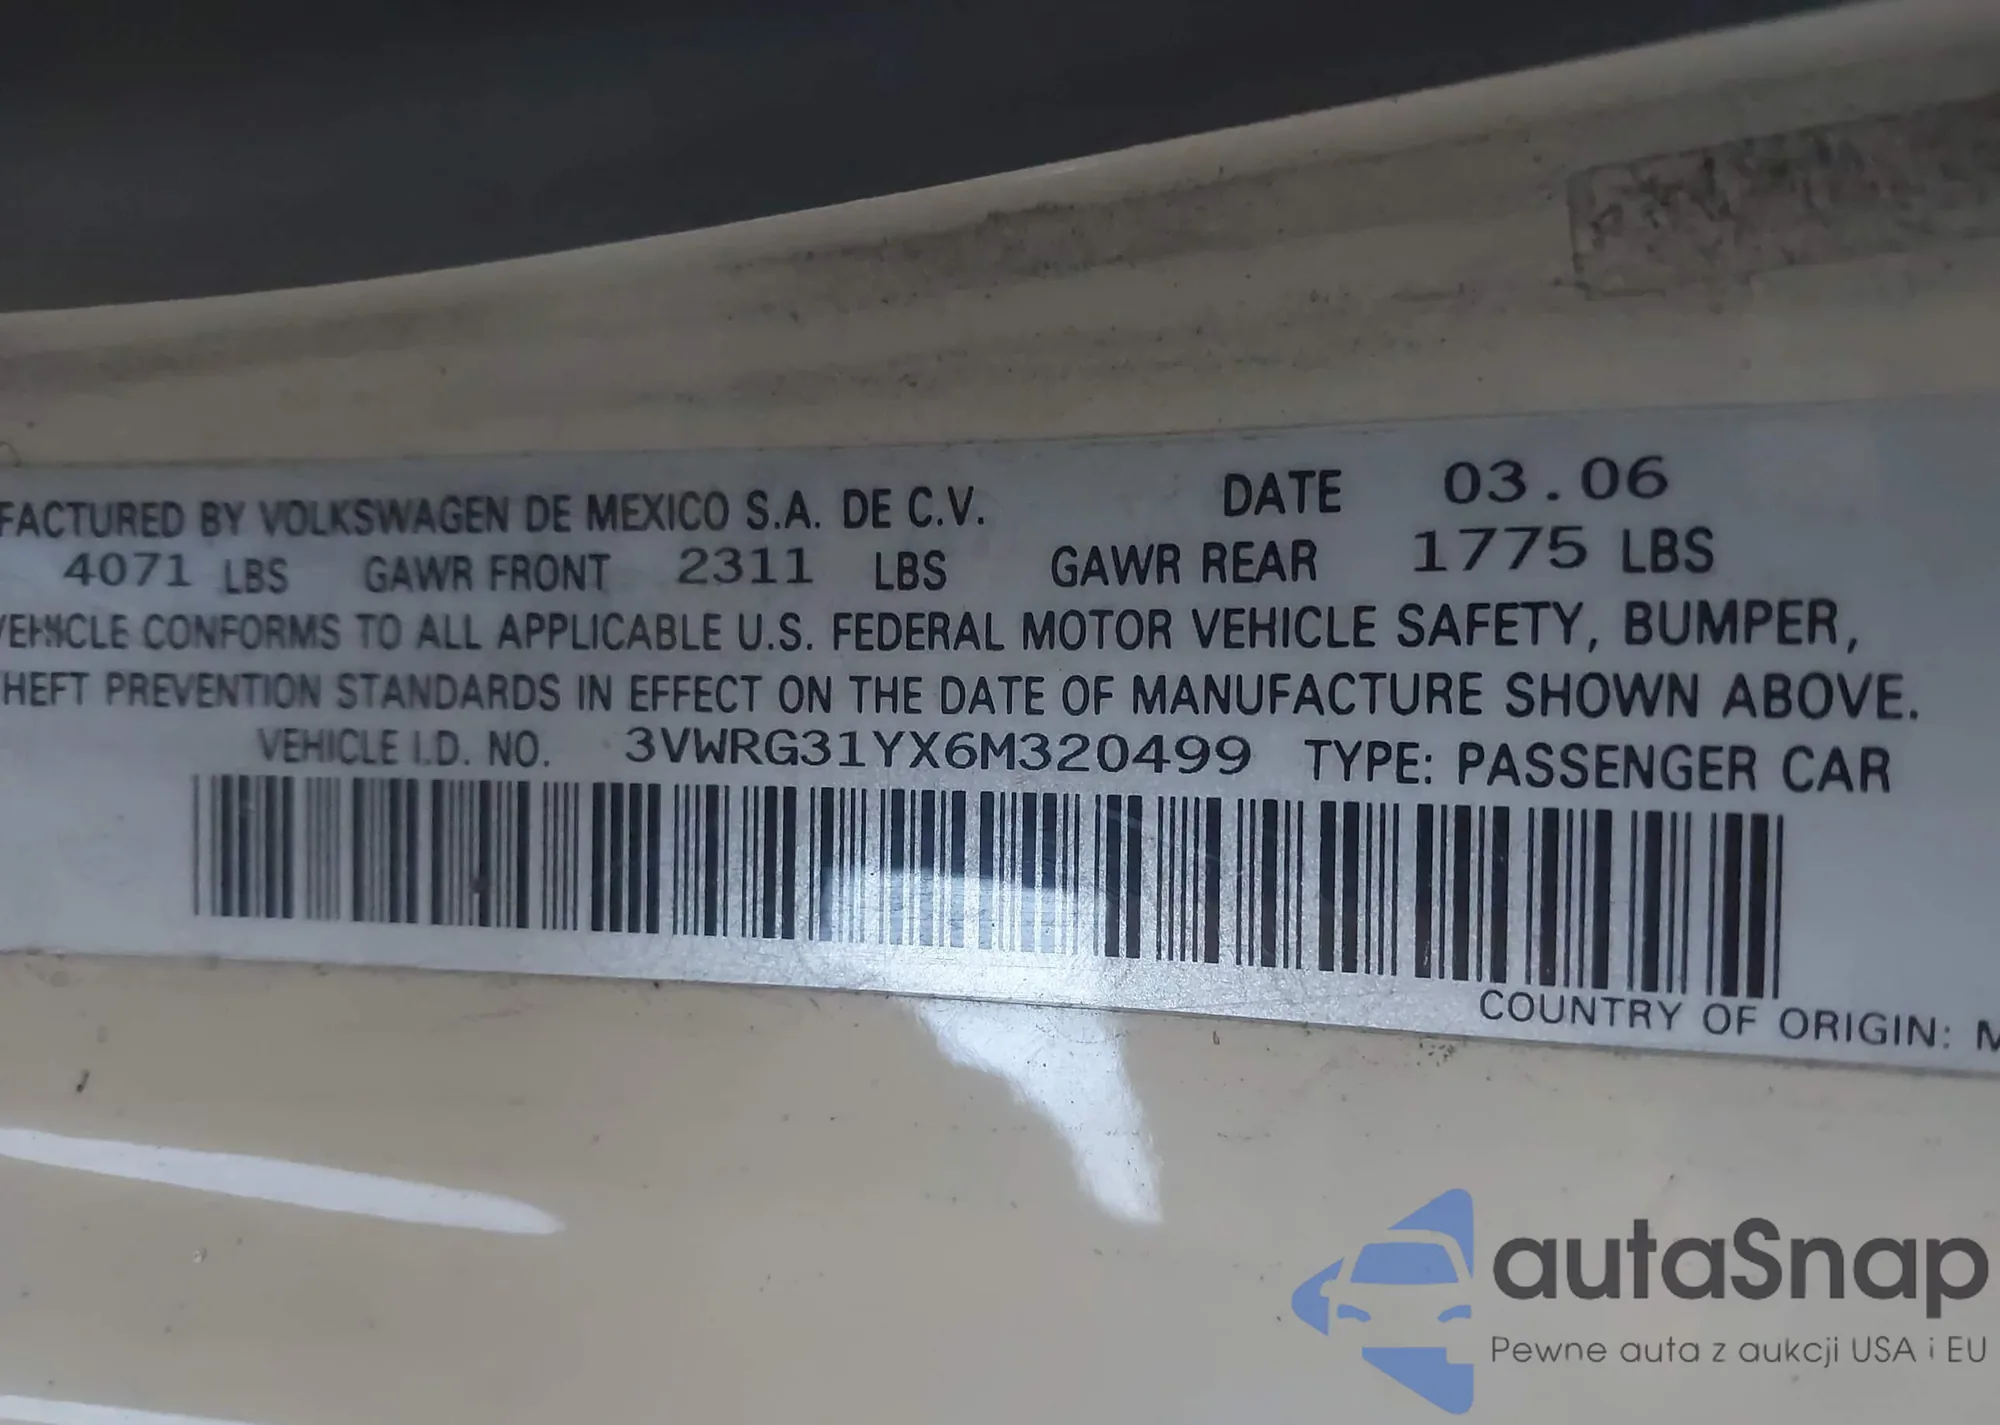 FACTURED BY VOLKSWAGEN DE MEXICO S.A. DE C.V. DATE 03.06
4071 LBS GAWR FRONT 2311 LBS GAWR REAR 1775 LBS
VEHICLE CONFORMS TO ALL APPLICABLE U.S. FEDERAL MOTOR VEHICLE SAFETY, BUMPER,
HEFT PREVENTION STANDARDS IN EFFECT ON THE DATE OF MANUFACTURE SHOWN ABOVE.
VEHICLE I.D. NO. 3VWRG31YX6M320499 TYPE: PASSENGER CAR
COUNTRY OF ORIGIN: M
autaSnap
Pewne auta z aukcji USA i EU